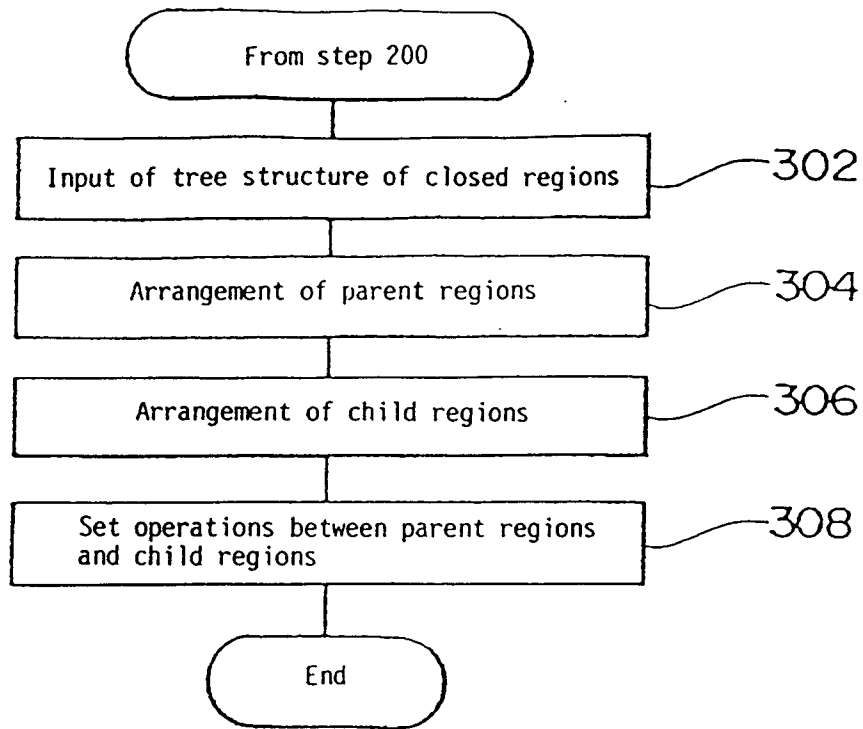 From step 200
Input of tree structure of closed regions
302
Arrangement of parent regions
304
Arrangement of child regions
306
Set operations between parent regions
and child regions
308
End